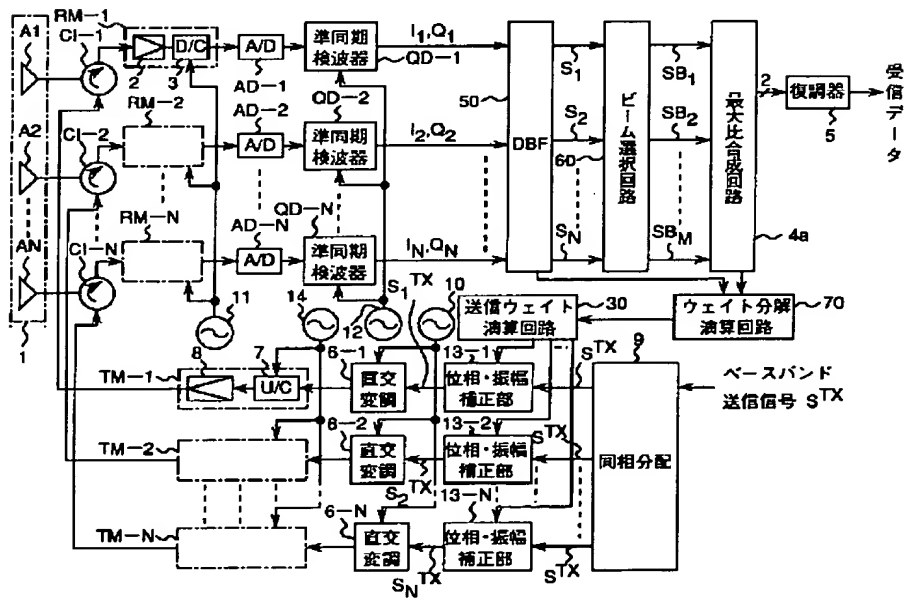 RM-1
A1
CI-1
D/C
2
3
A/D
AD-1
準同期
検波器
I1,Q1
QD-1
50
DBF
S1
ビーム選択回路
60
SB1
最大比合成回路
4a
2
復調器
5
受信データ
A2
CI-2
RM-2
AD-2
A/D
QD-2
準同期
検波器
I2,Q2
S2
SB2
AN
CI-N
RM-N
AD-N
A/D
QD-N
準同期
検波器
IN,QN
SN
SBM
1
11
14
12
10
S1TX
送信ウェイト
演算回路
30
ウェイト分解
演算回路
70
TM-1
8
7
U/C
6-1
直交
変調
13-1
位相・振幅
補正部
STX
9
同相分配
ベースバンド
送信信号 STX
TM-2
6-2
直交
変調
S2TX
13-2
位相・振幅
補正部
STX
TM-N
6-N
直交
変調
SNTX
13-N
位相・振幅
補正部
STX